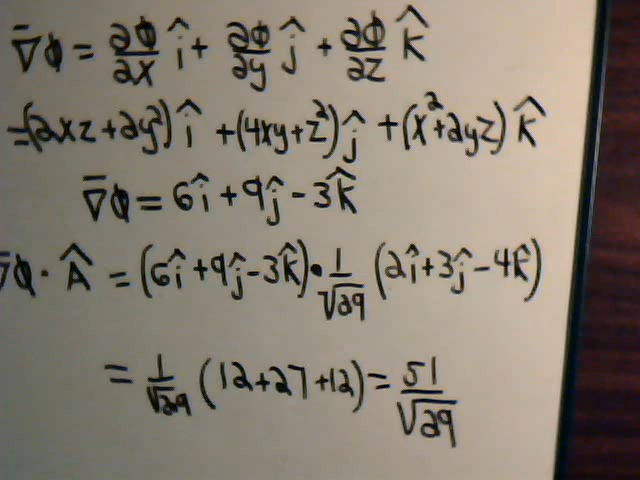 ∇̄ϕ = ∂ϕ/∂x î + ∂ϕ/∂y ĵ + ∂ϕ/∂z k̂
=(2xz+2y²)î +(4xy+z²)ĵ +(x²+2yz)k̂
∇̄ϕ = 6î+9ĵ-3k̂
∇̄ϕ · Â = (6î+9ĵ-3k̂)·1/√29 (2î+3ĵ-4k̂)
= 1/√29 (12+27+12)= 51/√29